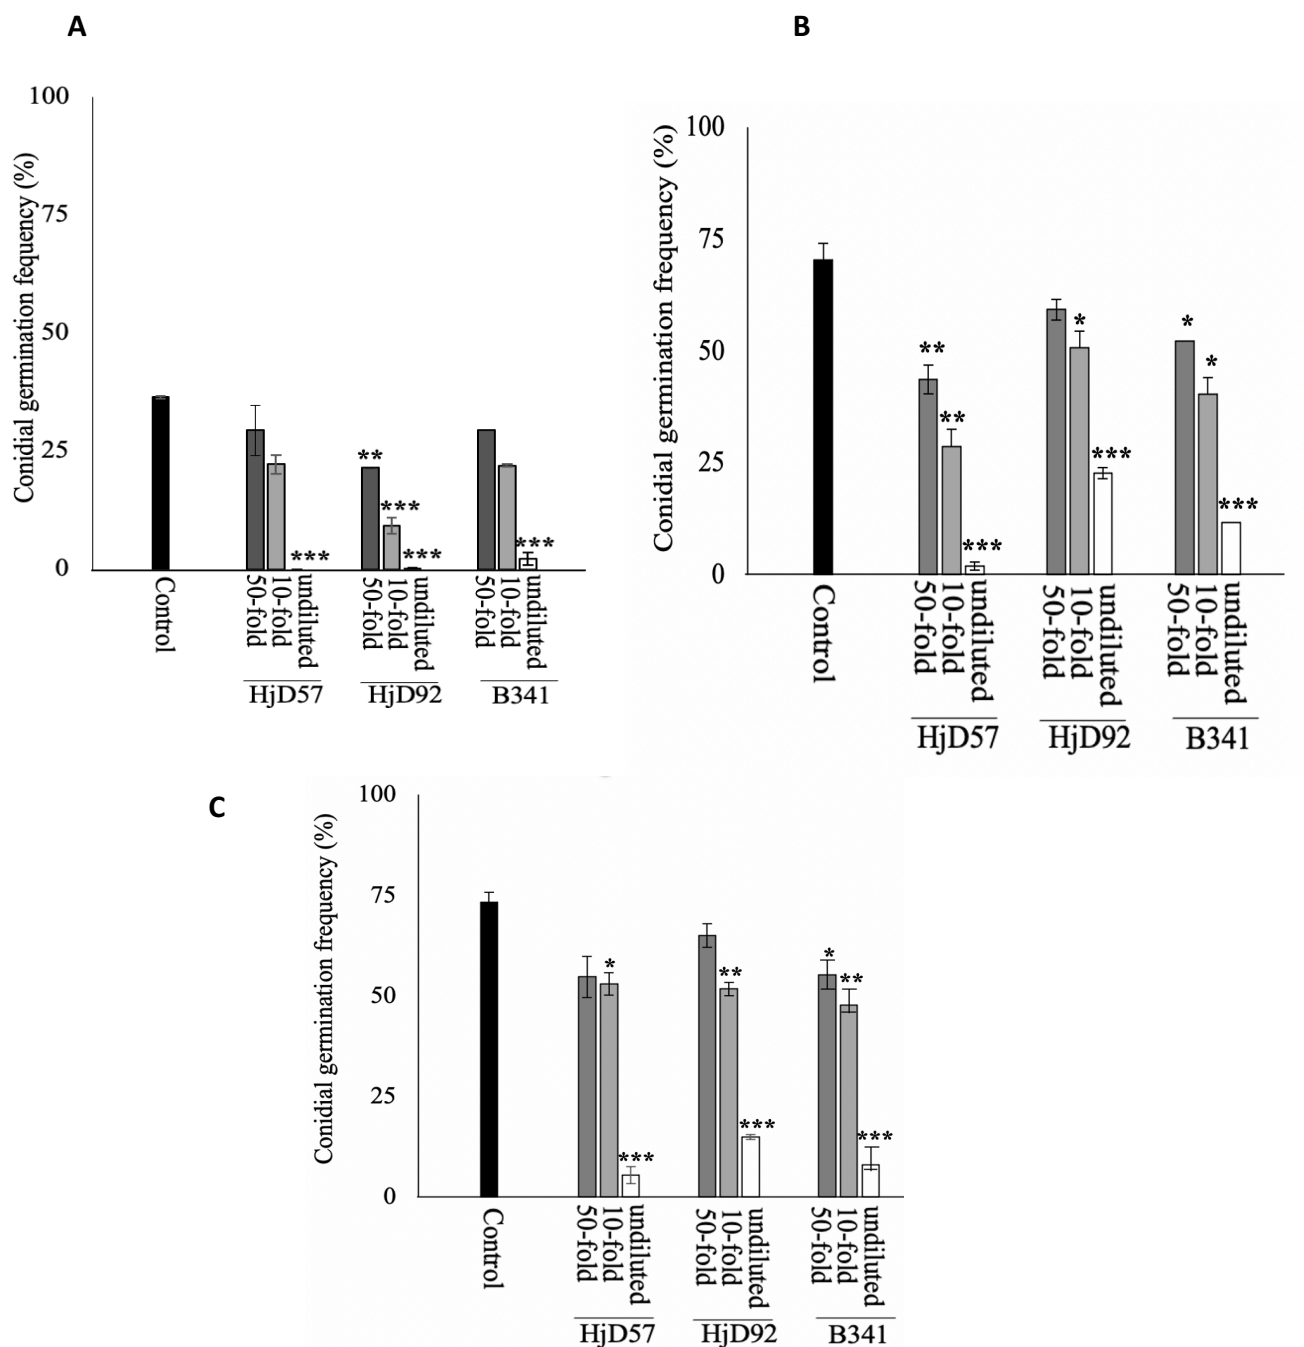 A
Conidial germination fequency (%)
100
75
50
25
0
**
***
***
***
***
Control
50-fold
10-fold
undiluted
50-fold
10-fold
undiluted
50-fold
10-fold
undiluted
HjD57
HjD92
B341
B
Conidial germination frequency (%)
100
75
50
25
0
**
**
***
*
***
*
*
***
Control
50-fold
10-fold
undiluted
50-fold
10-fold
undiluted
50-fold
10-fold
undiluted
HjD57
HjD92
B341
C
Conidial germination frequency (%)
100
75
50
25
0
*
***
**
***
*
**
***
Control
50-fold
10-fold
undiluted
50-fold
10-fold
undiluted
50-fold
10-fold
undiluted
HjD57
HjD92
B341